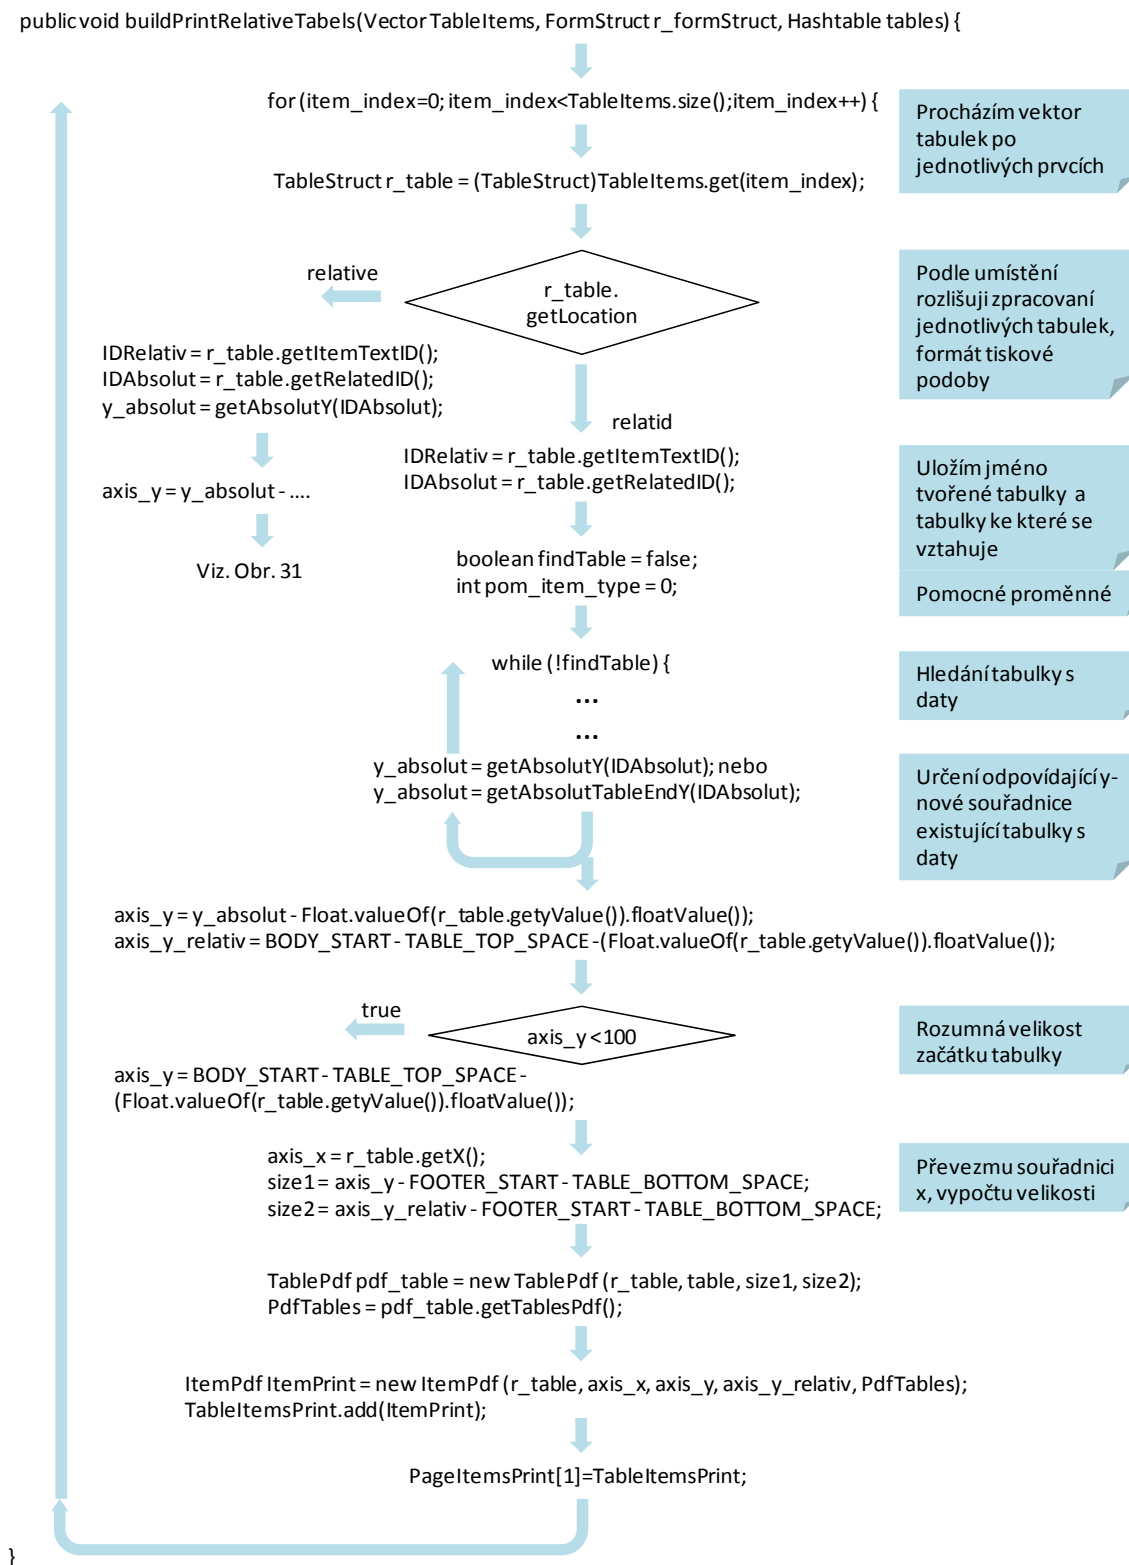 public void buildPrintRelativeTabels(Vector TableItems, FormStruct r_formStruct, Hashtable tables) {
for (item_index=0; item_index<TableItems.size();item_index++) {
Procházím vektor
tabulek po
jednotlivých prvcích
TableStruct r_table = (TableStruct)TableItems.get(item_index);
relative
r_table.
getLocation
Podle umístění
rozlišuji zpracovaní
jednotlivých tabulek,
formát tiskové
podoby
IDRelativ = r_table.getItemTextID();
IDAbsolut = r_table.getRelatedID();
y_absolut = getAbsolutY(IDAbsolut);
axis_y = y_absolut - ....
Viz. Obr. 31
relatid
IDRelativ = r_table.getItemTextID();
IDAbsolut = r_table.getRelatedID();
Uložím jméno
tvořené tabulky a
tabulky ke které se
vztahuje
boolean findTable = false;
int pom_item_type = 0;
Pomocné proměnné
while (!findTable) {
...
...
Hledání tabulky s
daty
y_absolut = getAbsolutY(IDAbsolut); nebo
y_absolut = getAbsolutTableEndY(IDAbsolut);
Určení odpovídající y-
nové souřadnice
existující tabulky s
daty
axis_y = y_absolut - Float.valueOf(r_table.getyValue()).floatValue());
axis_y_relativ = BODY_START - TABLE_TOP_SPACE -(Float.valueOf(r_table.getyValue()).floatValue());
true
axis_y <100
Rozumná velikost
začátku tabulky
axis_y = BODY_START - TABLE_TOP_SPACE -
(Float.valueOf(r_table.getyValue()).floatValue());
axis_x = r_table.getX();
size1 = axis_y - FOOTER_START - TABLE_BOTTOM_SPACE;
size2 = axis_y_relativ - FOOTER_START - TABLE_BOTTOM_SPACE;
Převezmu souřadnici
x, vypočtu velikosti
TablePdf pdf_table = new TablePdf (r_table, table, size1, size2);
PdfTables = pdf_table.getTablesPdf();
ItemPdf ItemPrint = new ItemPdf (r_table, axis_x, axis_y, axis_y_relativ, PdfTables);
TableItemsPrint.add(ItemPrint);
PageItemsPrint[1]=TableItemsPrint;
}